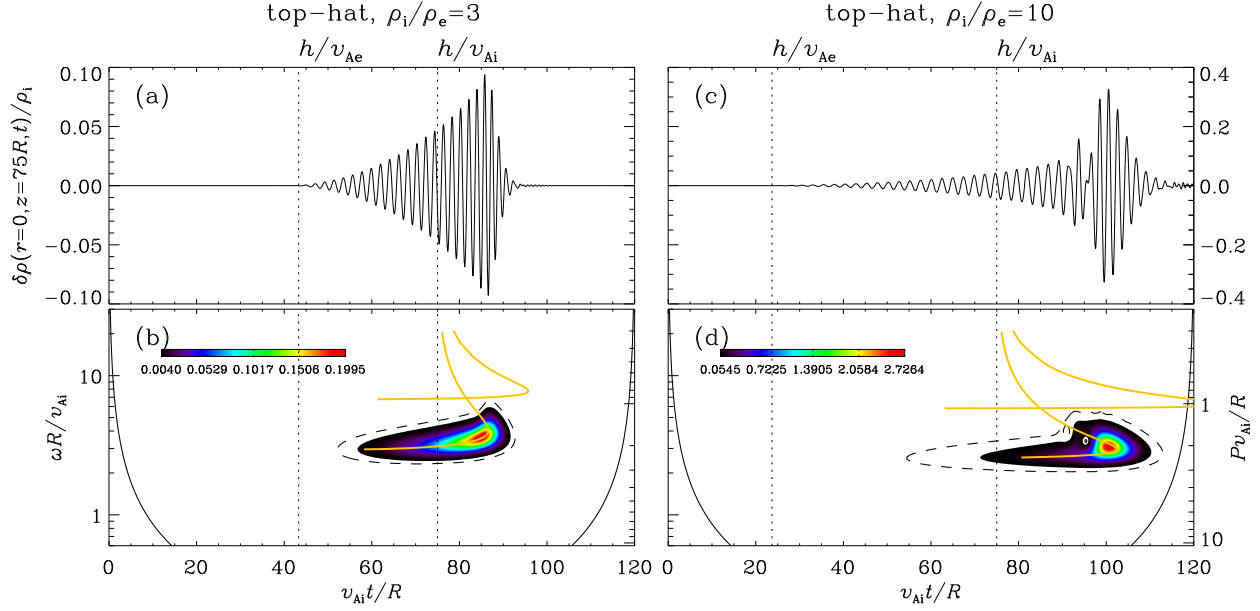 top-hat, ρi/ρe=3
top-hat, ρi/ρe=10
h/vAe
h/vAi
h/vAe
h/vAi
(a)
0.10
0.05
0.00
−0.05
−0.10
δρ(r=0,z=75R,t)/ρi
(c)
0.4
0.2
0.0
−0.2
−0.4
(b)
0.0040 0.0529 0.1017 0.1506 0.1995
10
1
ωR/vAi
0 20 40 60 80 100 120
vAit/R
(d)
0.0545 0.7225 1.3905 2.0584 2.7264
1
10
PvAi/R
0 20 40 60 80 100 120
vAit/R